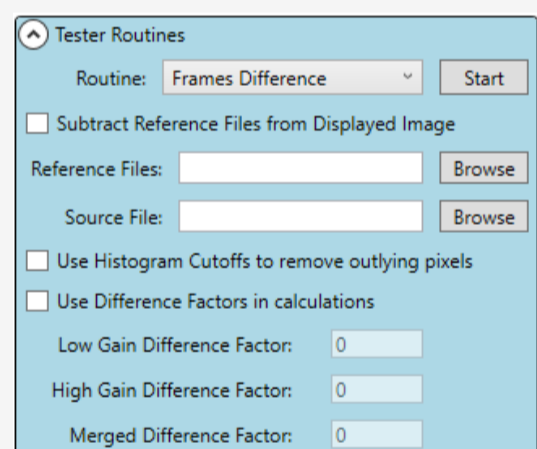 Tester Routines
Routine: Frames Difference Start
Subtract Reference Files from Displayed Image
Reference Files: Browse
Source File: Browse
Use Histogram Cutoffs to remove outlying pixels
Use Difference Factors in calculations
Low Gain Difference Factor: 0
High Gain Difference Factor: 0
Merged Difference Factor: 0